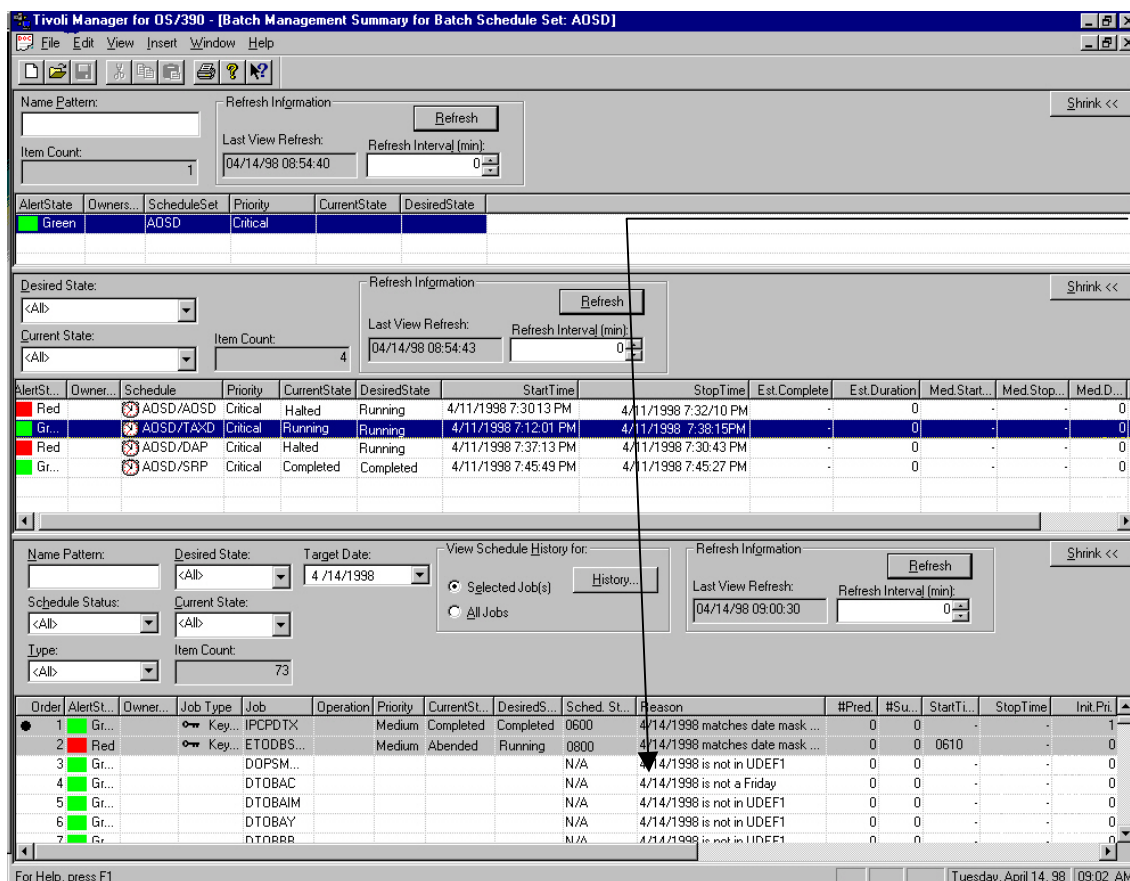 Tivoli Manager for OS/390 - [Batch Management Summary for Batch Schedule Set: AOSD]
File Edit View Insert Window Help
Name Pattern: Refresh Information Shrink <<
Refresh
Last View Refresh: Refresh Interval (min):
Item Count: 04/14/98 08:54:40 0
1
AlertState Owners... ScheduleSet Priority CurrentState DesiredState
Green AOSD Critical
Desired State: Refresh Information Shrink <<
<All> Refresh
Current State: Item Count: Last View Refresh: Refresh Interval (min):
<All> 4 04/14/98 08:54:43 0
AlertSt... Owner... Schedule Priority CurrentState DesiredState StartTime StopTime Est.Complete Est.Duration Med.Start... Med.Stop... Med.D...
Red AOSD/AOSD Critical Halted Running 4/11/1998 7:30 13 PM 4/11/1998 7:32/10 PM - 0 - - 0
Gr... AOSD/TAXD Critical Running Running 4/11/1998 7:12:01 PM 4/11/1998 7:38:15PM - 0 - - 0
Red AOSD/DAP Critical Halted Running 4/11/1998 7:37:13 PM 4/11/1998 7:30:43 PM - 0 - - 0
Gr... AOSD/SRP Critical Completed Completed 4/11/1998 7:45:49 PM 4/11/1998 7:45:27 PM - 0 - - 0
Name Pattern: Desired State: Target Date: View Schedule History for: Refresh Information Shrink <<
<All> 4 /14/1998 Selected Job(s) History... Refresh
Schedule Status: Current State: All Jobs Last View Refresh: Refresh Interval (min):
<All> <All> 04/14/98 09:00:30 0
Type: Item Count:
<All> 73
Order AlertSt... Owner... Job Type Job Operation Priority CurrentSt... DesiredS... Sched. St... Reason #Pred. #Su... StartTi... StopTime Init.Pri.
1 Gr... Key... IPCPDTX Medium Completed Completed 0600 4/14/1998 matches date mask ... 0 0 - - 1
2 Red Key... ETODBS... Medium Abended Running 0800 4/14/1998 matches date mask ... 0 0 0610 - 0
3 Gr... DOPSM... N/A 4/14/1998 is not in UDEF1 0 0 - - 0
4 Gr... DTOBAC N/A 4/14/1998 is not a Friday 0 0 - - 0
5 Gr... DTOBAIM N/A 4/14/1998 is not in UDEF1 0 0 - - 0
6 Gr... DTOBAY N/A 4/14/1998 is not in UDEF1 0 0 - - 0
7 Gr... DTOBBB N/A 4/14/1998 is not in UDEF1 0 0 - - 0
For Help, press F1 Tuesday, April 14, 98 09:02 AM